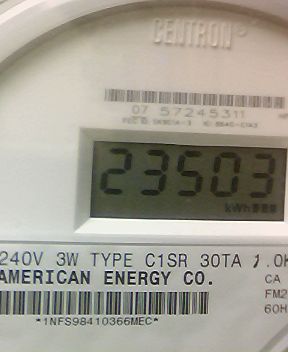 CENTRON®
07 57245311
23503
kWh
240V 3W TYPE C1SR 30TA
AMERICAN ENERGY CO.
CA
FM2
60H
*1NFS98410366MEC*